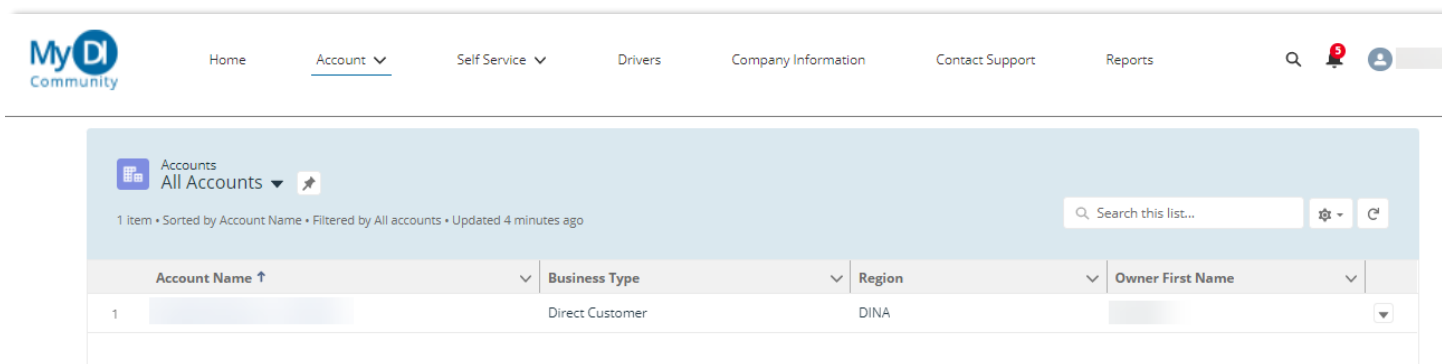 My DI
Community
Home Account Self Service Drivers Company Information Contact Support Reports 5
Accounts
All Accounts
1 item • Sorted by Account Name • Filtered by All accounts • Updated 4 minutes ago
Search this list...
Account Name Business Type Region Owner First Name
1 Direct Customer DINA